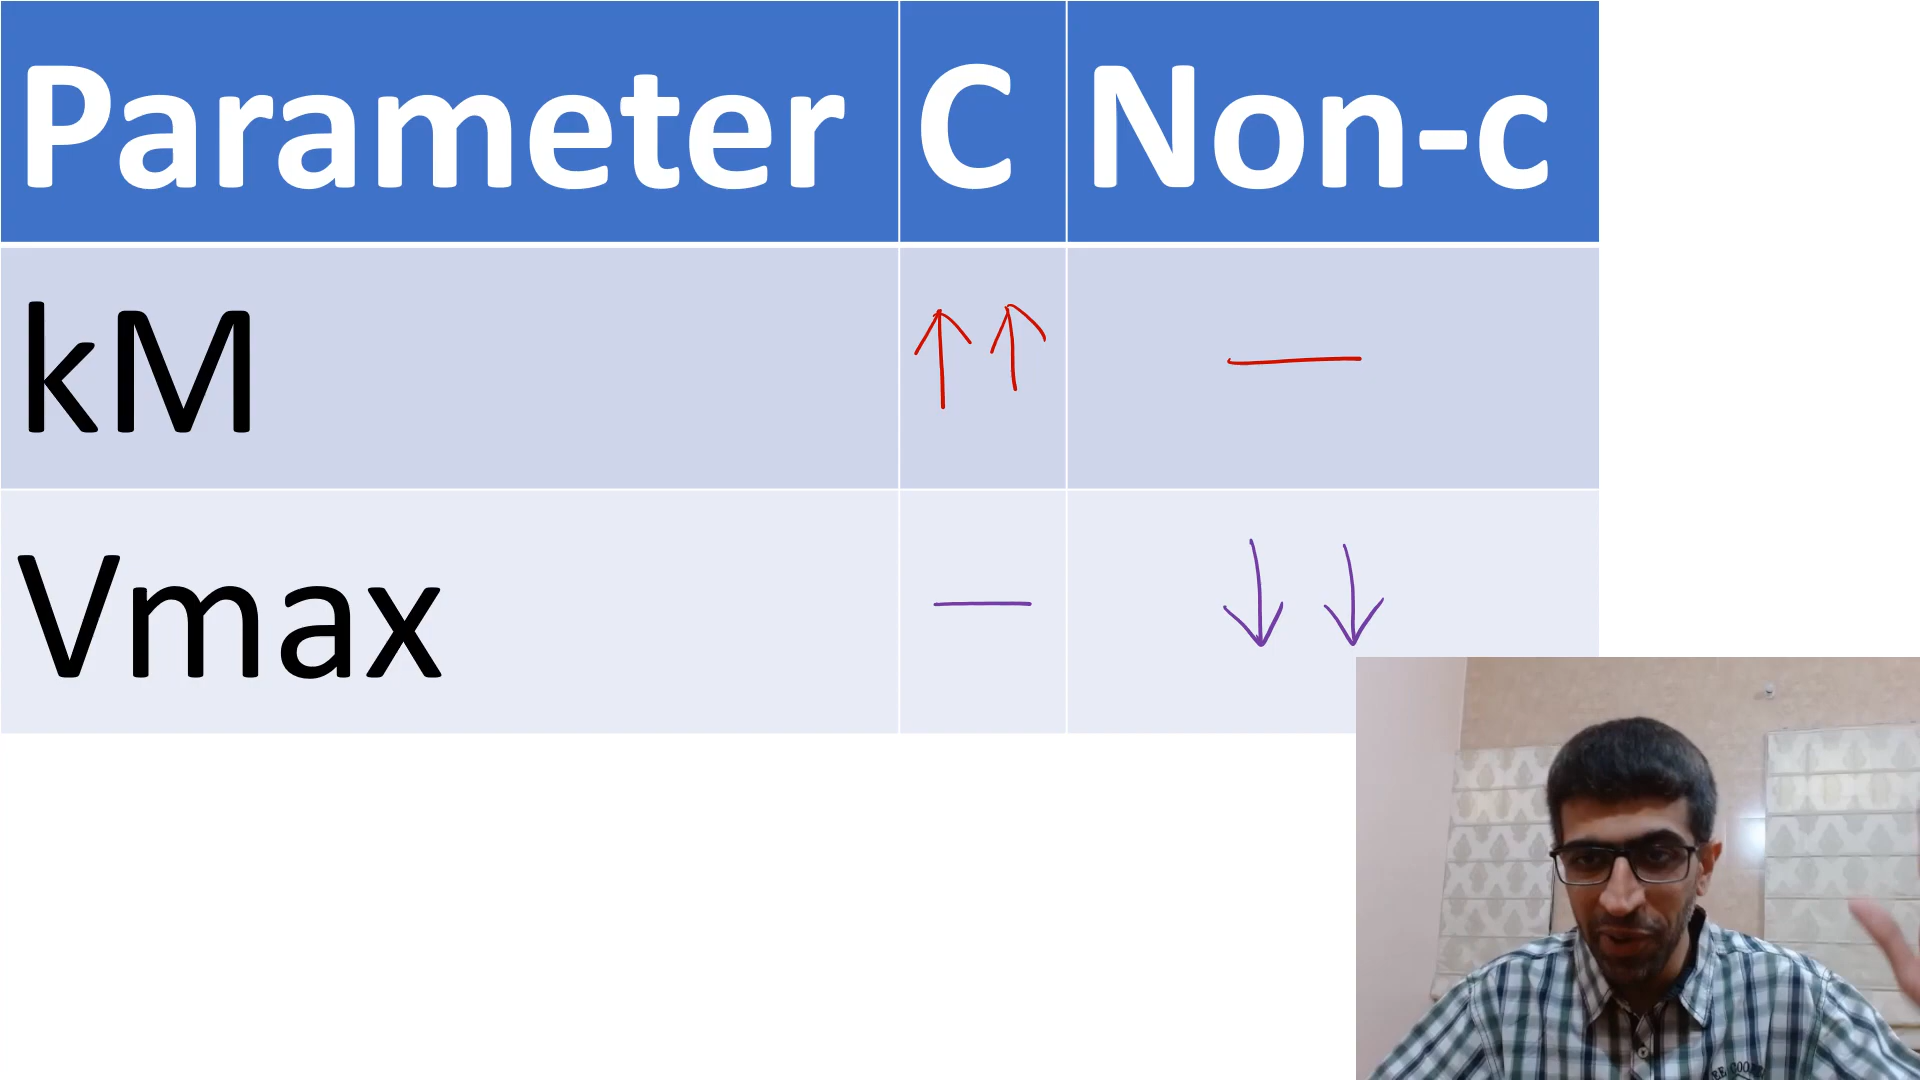 Parameter C Non-c
kM ↑↑ —
Vmax — ↓↓